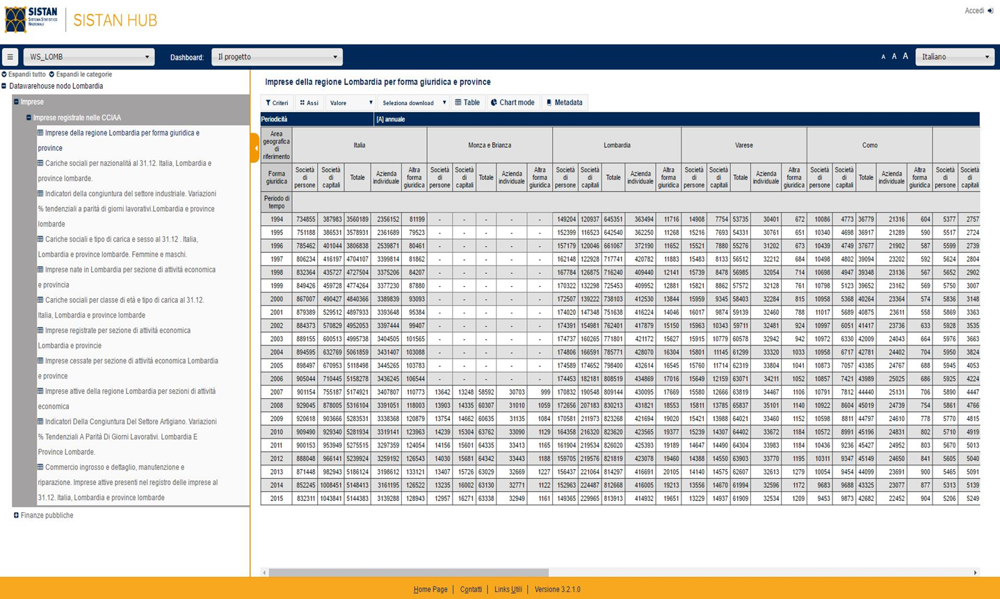 SISTAN
SISTEMA STATISTICO
NAZIONALE
SISTAN HUB
Accedi
WS_LOMB
Dashboard:
Il progetto
A A A
Italiano
Espandi tutto Espandi le categorie
Datawarehouse nodo Lombardia
Imprese
Imprese registrate nelle CCIAA
Imprese della regione Lombardia per forma giuridica e
province
Cariche sociali per nazionalità al 31.12. Italia, Lombardia e
province lombarde.
Indicatori della congiuntura del settore industriale. Variazioni
% tendenziali a parità di giorni lavorativi.Lombardia e province
lombarde
Cariche sociali e tipo di carica e sesso al 31.12 . Italia,
Lombardia e province lombarde. Femmine e maschi.
Imprese nate in Lombardia per sezione di attività economica
e provincia
Cariche sociali per classe di età e tipo di carica al 31.12.
Italia, Lombardia e province lombarde
Imprese registrate per sezione di attività economica
Lombardia e provincie
Imprese cessate per sezione di attività economica Lombardia
e province
Imprese attive della regione Lombardia per sezioni di attività
economica
Indicatori Della Congiuntura Del Settore Artigiano. Variazioni
% Tendenziali A Parità Di Giorni Lavorativi. Lombardia E
Province Lombarde.
Commercio ingrosso e dettaglio, manutenzione e
riparazione. Imprese attive presenti nel registro delle imprese al
31.12. Italia, Lombardia e province lombarde
Finanze pubbliche
Imprese della regione Lombardia per forma giuridica e province
Criteri Assi Valore Seleziona download Table Chart mode Metadata
Periodicità [A] annuale
Area geografica di riferimento Italia Monza e Brianza Lombardia Varese Como
Forma giuridica Società di persone Società di capitali Totale Azienda individuale Altra forma giuridica Società di persone Società di capitali Totale Azienda individuale Altra forma giuridica Società di persone Società di capitali Totale Azienda individuale Altra forma giuridica Società di persone Società di capitali Totale Azienda individuale Altra forma giuridica Società di persone Società di capitali Totale Azienda individuale Altra forma giuridica Società di persone Società di capitali
Periodo di tempo
1994 734855 387983 3560189 2356152 81199 - - - - - 149204 120937 645351 363494 11716 14908 7754 53735 30401 672 10086 4773 36779 21316 604 5377 2757
1995 751188 386531 3578931 2361689 79523 - - - - - 152399 116523 642540 362250 11268 15216 7693 54331 30761 651 10340 4698 36917 21289 590 5517 2724
1996 785462 401044 3806838 2539871 80461 - - - - - 157179 120046 661067 372190 11652 15521 7880 55276 31202 673 10439 4749 37677 21902 587 5599 2739
1997 806234 416197 4704107 3399814 81862 - - - - - 162148 122928 717741 420782 11883 15483 8133 56512 32212 684 10498 4802 39094 23202 592 5624 2804
1998 832364 435727 4727504 3375206 84207 - - - - - 167784 126875 716240 409440 12141 15739 8478 56985 32054 714 10698 4947 39348 23136 567 5652 2902
1999 849426 459728 4774264 3377230 87880 - - - - - 170322 132298 725453 409952 12881 15821 8862 57572 32128 761 10798 5123 39652 23162 569 5750 3007
2000 867007 490427 4840366 3389839 93093 - - - - - 172507 139222 738103 412530 13844 15959 9345 58403 32284 815 10958 5368 40264 23364 574 5836 3148
2001 879389 529512 4897933 3393648 95384 - - - - - 174020 147348 751638 416224 14046 16017 9874 59139 32460 788 11017 5689 40875 23611 558 5869 3363
2002 884373 570829 4952053 3397444 99407 - - - - - 174391 154981 762401 417879 15150 15963 10343 59711 32481 924 10997 6051 41417 23736 633 5928 3535
2003 889155 600513 4995738 3404505 101565 - - - - - 174737 160265 771801 421172 15627 15915 10779 60578 32942 942 10972 6330 42009 24043 664 5976 3663
2004 894595 632769 5061859 3431407 103088 - - - - - 174806 166591 785771 428070 16304 15801 11145 61299 33320 1033 10958 6717 42781 24402 704 5950 3824
2005 898497 670953 5118498 3445265 103783 - - - - - 174589 174652 798400 432614 16545 15760 11714 62319 33804 1041 10873 7057 43385 24767 688 5945 4053
2006 905044 710445 5158278 3436245 106544 - - - - - 174453 182181 808519 434869 17016 15649 12159 63071 34211 1052 10857 7421 43989 25025 686 5925 4224
2007 901154 755187 5174921 3407807 110773 13642 13248 58592 30703 999 170832 190548 809144 430095 17669 15580 12666 63819 34467 1106 10791 7812 44440 25131 706 5890 4447
2008 929045 878005 5316104 3391051 118003 13903 14335 60307 31010 1059 172656 207183 830213 431821 18553 15811 13785 65837 35101 1140 10922 8604 45019 24739 754 5861 4766
2009 920618 903666 5283531 3338368 120879 13754 14662 60635 31135 1084 170581 211973 823268 421694 19020 15421 13988 64021 33460 1152 10598 8811 44797 24610 778 5770 4815
2010 909490 929340 5281934 3319141 123963 14239 15304 63762 33090 1129 164358 216320 823620 423565 19377 15239 14307 64402 33672 1184 10572 8991 45196 24831 802 5710 4919
2011 900153 953949 5275515 3297359 124054 14156 15601 64335 33413 1165 161904 219534 826020 425393 19189 14647 14490 64304 33983 1184 10436 9236 45427 24952 803 5670 5013
2012 888048 966141 5239924 3259192 126543 14030 15681 64342 33443 1188 159705 219576 821819 423078 19460 14388 14550 63903 33770 1195 10311 9347 45149 24650 841 5605 5040
2013 871448 982943 5186124 3198612 133121 13407 15726 63029 32669 1227 156437 221064 814297 416691 20105 14140 14575 62607 32613 1279 10054 9454 44099 23691 900 5465 5091
2014 852245 1008451 5148413 3161195 126522 13235 16002 63130 32771 1122 152963 224487 812668 416005 19213 13556 14670 61994 32596 1172 9683 9688 43325 23077 877 5313 5139
2015 832311 1043841 5144383 3139288 128943 12957 16271 63338 32949 1161 149365 229965 813913 414932 19651 13229 14937 61909 32534 1209 9453 9873 42682 22452 904 5206 5249
Home Page | Contatti | Links Utili | Versione 3.2.1.0